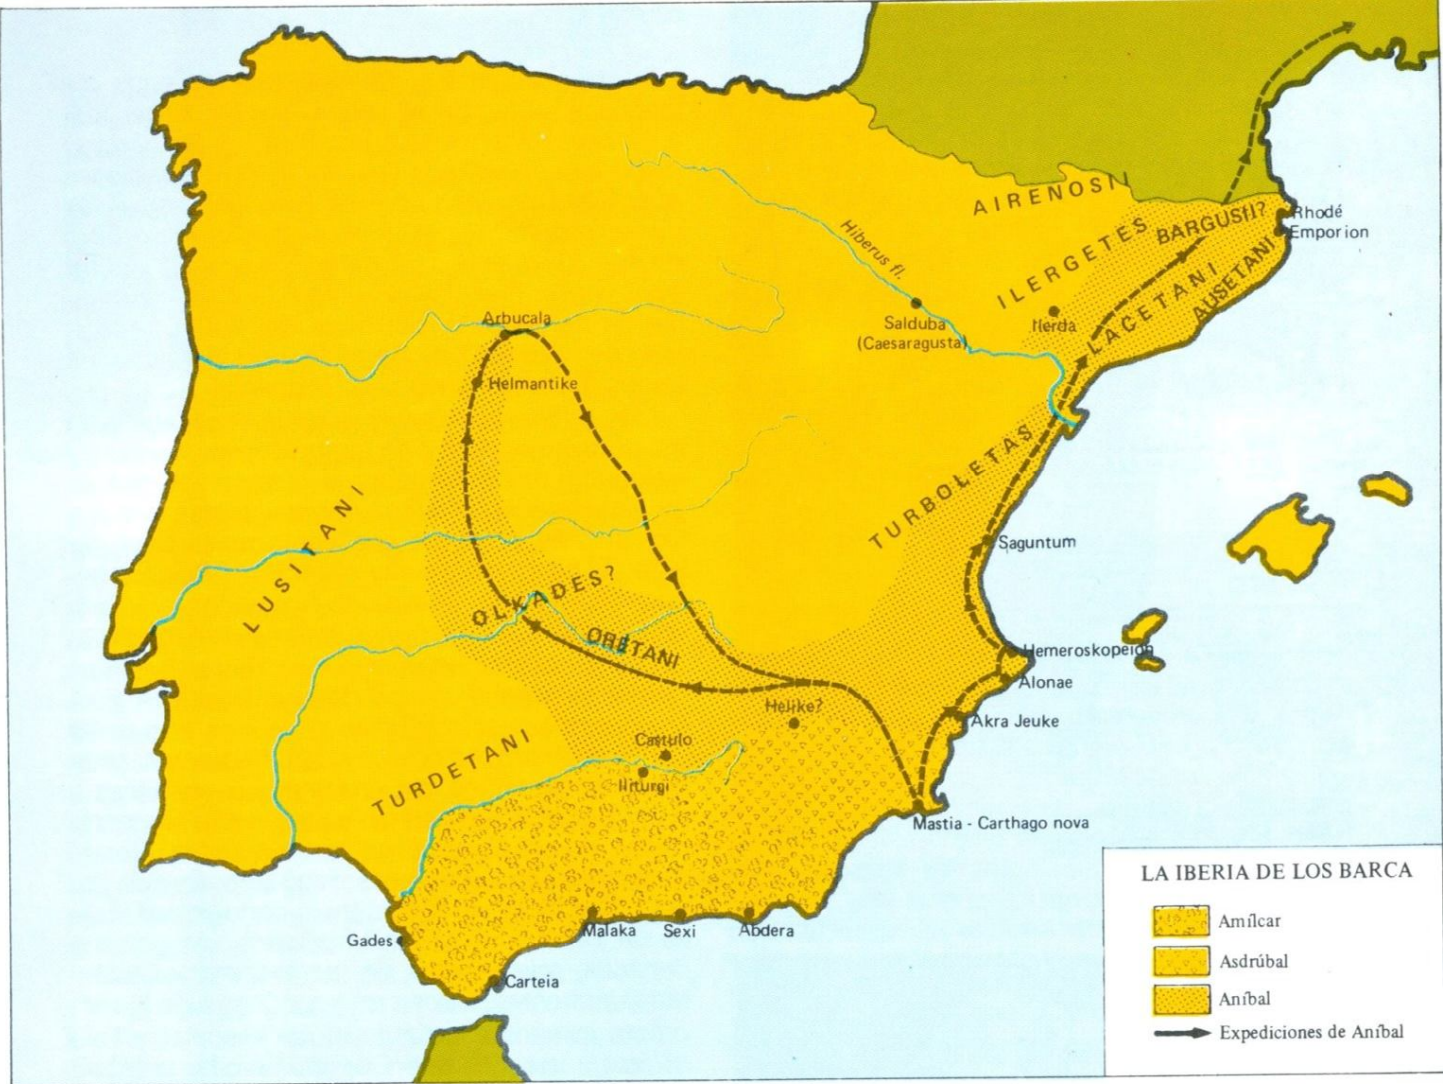 AIRENOSII
Rhodé
BARGUSII?
Emporion
ILERGETES
Hiberus fl.
LACETANI
AUSETANI
Arbucala
Salduba
(Caesaragusta)
Ilerda
Helmantike
TURBOLETAS
LUSITANI
Saguntum
OLKADES?
ORETANI
Hemeroskopeion
Alonae
Helike?
Akra Jeuke
TURDETANI
Castulo
Iliturgi
Mastia - Carthago nova
Gades
Malaka
Sexi
Abdera
Carteia
LA IBERIA DE LOS BARCA
Amílcar
Asdrúbal
Aníbal
Expediciones de Aníbal